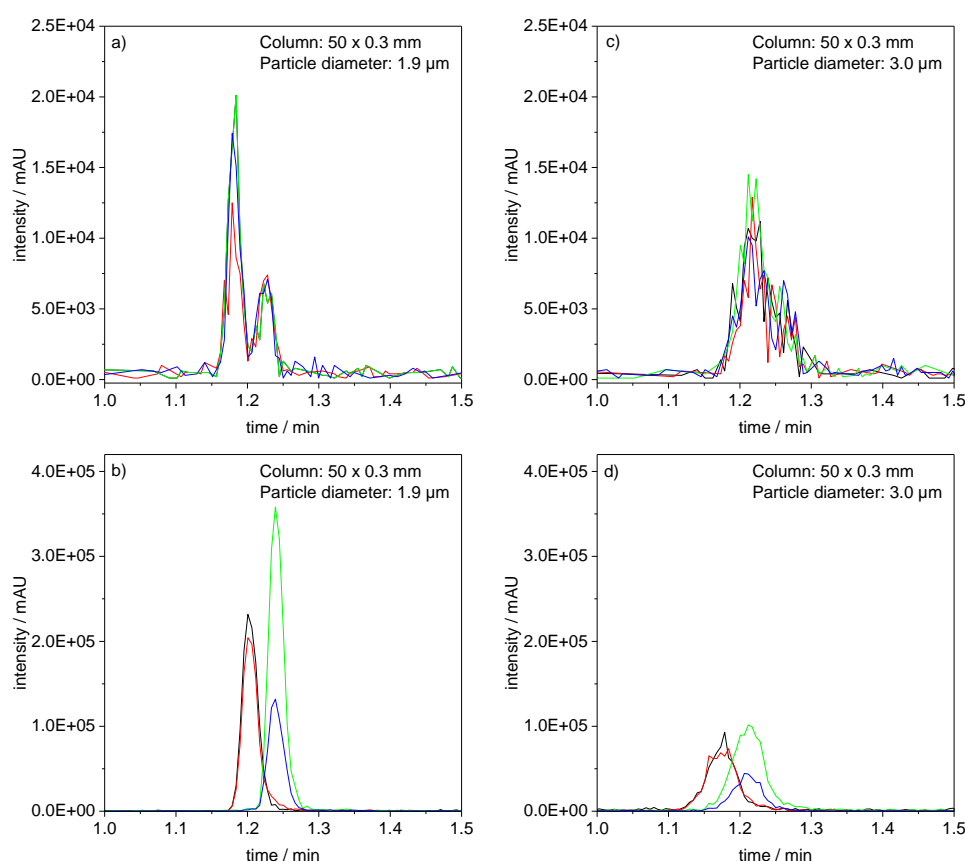 a)
Column: 50 x 0.3 mm
Particle diameter: 1.9 µm
2.5E+04
2.0E+04
1.5E+04
1.0E+04
5.0E+03
0.0E+00
intensity / mAU
1.0 1.1 1.2 1.3 1.4 1.5
time / min
c)
Column: 50 x 0.3 mm
Particle diameter: 3.0 µm
2.5E+04
2.0E+04
1.5E+04
1.0E+04
5.0E+03
0.0E+00
intensity / mAU
1.0 1.1 1.2 1.3 1.4 1.5
time / min
b)
Column: 50 x 0.3 mm
Particle diameter: 1.9 µm
4.0E+05
3.0E+05
2.0E+05
1.0E+05
0.0E+00
intensity / mAU
1.0 1.1 1.2 1.3 1.4 1.5
time / min
d)
Column: 50 x 0.3 mm
Particle diameter: 3.0 µm
4.0E+05
3.0E+05
2.0E+05
1.0E+05
0.0E+00
intensity / mAU
1.0 1.1 1.2 1.3 1.4 1.5
time / min